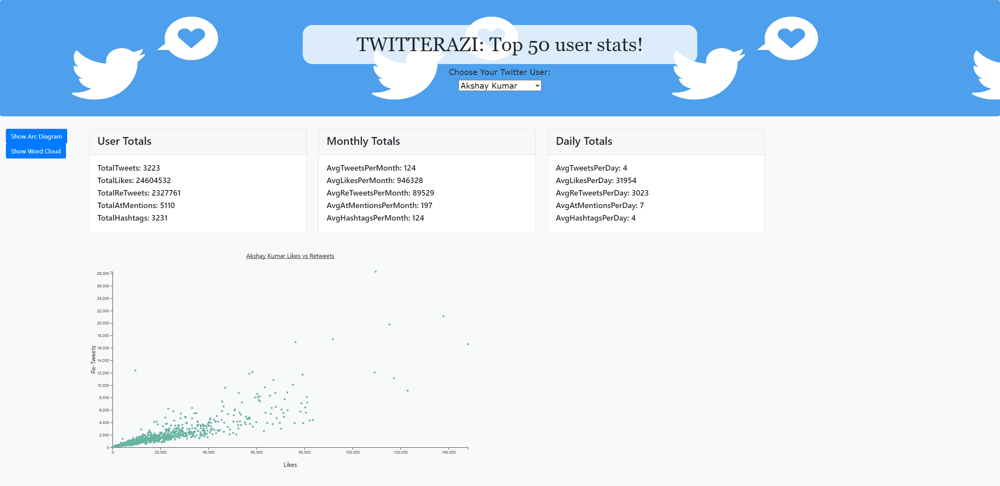 TWITTERAZI: Top 50 user stats!
Choose Your Twitter User:
Akshay Kumar
Show Arc Diagram
Show Word Cloud
User Totals
TotalTweets: 3223
TotalLikes: 24604532
TotalReTweets: 2327761
TotalAtMentions: 5110
TotalHashtags: 3231
Monthly Totals
AvgTweetsPerMonth: 124
AvgLikesPerMonth: 946328
AvgReTweetsPerMonth: 89529
AvgAtMentionsPerMonth: 197
AvgHashtagsPerMonth: 124
Daily Totals
AvgTweetsPerDay: 4
AvgLikesPerDay: 31954
AvgReTweetsPerDay: 3023
AvgAtMentionsPerDay: 7
AvgHashtagsPerDay: 4
Akshay Kumar Likes vs Retweets
28,000
26,000
24,000
22,000
20,000
18,000
16,000
14,000
12,000
10,000
8,000
6,000
4,000
2,000
0
Re-Tweets
0 20,000 40,000 60,000 80,000 100,000 120,000 140,000
Likes